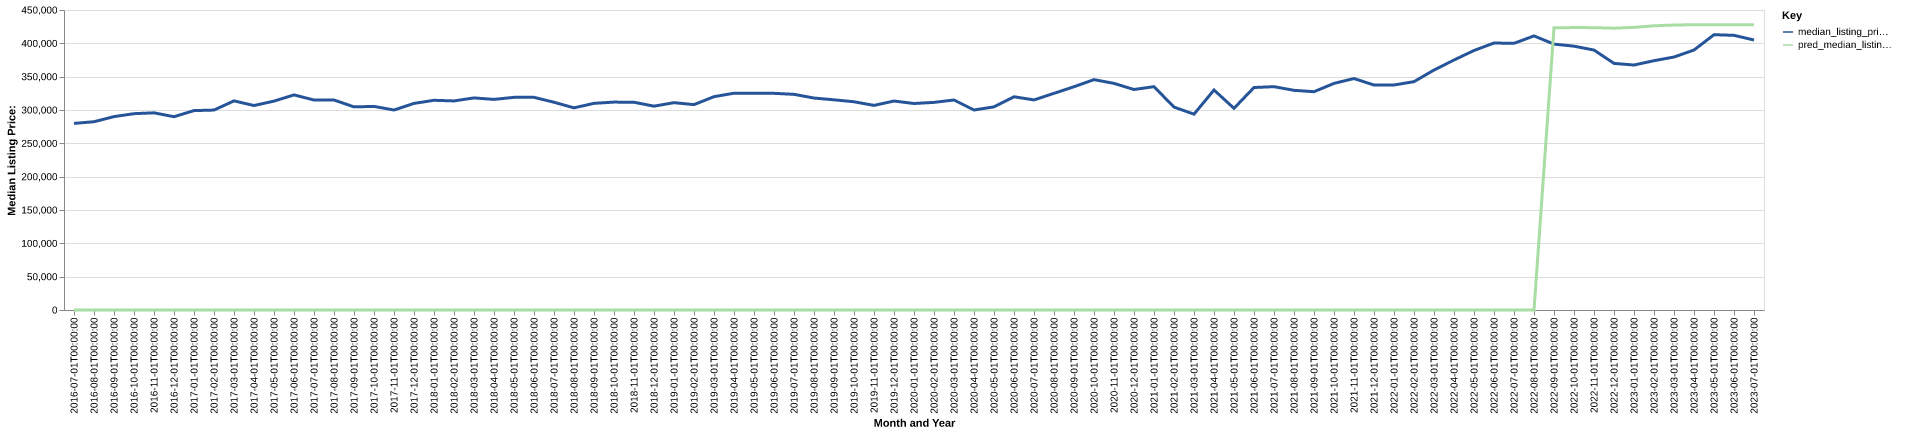 450,000
400,000
350,000
300,000
250,000
200,000
150,000
100,000
50,000
0
Median Listing Price:
2016-07-01T00:00:00
2016-08-01T00:00:00
2016-09-01T00:00:00
2016-10-01T00:00:00
2016-11-01T00:00:00
2016-12-01T00:00:00
2017-01-01T00:00:00
2017-02-01T00:00:00
2017-03-01T00:00:00
2017-04-01T00:00:00
2017-05-01T00:00:00
2017-06-01T00:00:00
2017-07-01T00:00:00
2017-08-01T00:00:00
2017-09-01T00:00:00
2017-10-01T00:00:00
2017-11-01T00:00:00
2017-12-01T00:00:00
2018-01-01T00:00:00
2018-02-01T00:00:00
2018-03-01T00:00:00
2018-04-01T00:00:00
2018-05-01T00:00:00
2018-06-01T00:00:00
2018-07-01T00:00:00
2018-08-01T00:00:00
2018-09-01T00:00:00
2018-10-01T00:00:00
2018-11-01T00:00:00
2018-12-01T00:00:00
2019-01-01T00:00:00
2019-02-01T00:00:00
2019-03-01T00:00:00
2019-04-01T00:00:00
2019-05-01T00:00:00
2019-06-01T00:00:00
2019-07-01T00:00:00
2019-08-01T00:00:00
2019-09-01T00:00:00
2019-10-01T00:00:00
2019-11-01T00:00:00
2019-12-01T00:00:00
2020-01-01T00:00:00
2020-02-01T00:00:00
2020-03-01T00:00:00
2020-04-01T00:00:00
2020-05-01T00:00:00
2020-06-01T00:00:00
2020-07-01T00:00:00
2020-08-01T00:00:00
2020-09-01T00:00:00
2020-10-01T00:00:00
2020-11-01T00:00:00
2020-12-01T00:00:00
2021-01-01T00:00:00
2021-02-01T00:00:00
2021-03-01T00:00:00
2021-04-01T00:00:00
2021-05-01T00:00:00
2021-06-01T00:00:00
2021-07-01T00:00:00
2021-08-01T00:00:00
2021-09-01T00:00:00
2021-10-01T00:00:00
2021-11-01T00:00:00
2021-12-01T00:00:00
2022-01-01T00:00:00
2022-02-01T00:00:00
2022-03-01T00:00:00
2022-04-01T00:00:00
2022-05-01T00:00:00
2022-06-01T00:00:00
2022-07-01T00:00:00
2022-08-01T00:00:00
2022-09-01T00:00:00
2022-10-01T00:00:00
2022-11-01T00:00:00
2022-12-01T00:00:00
2023-01-01T00:00:00
2023-02-01T00:00:00
2023-03-01T00:00:00
2023-04-01T00:00:00
2023-05-01T00:00:00
2023-06-01T00:00:00
2023-07-01T00:00:00
Month and Year
Key
median_listing_pri…
pred_median_listin…